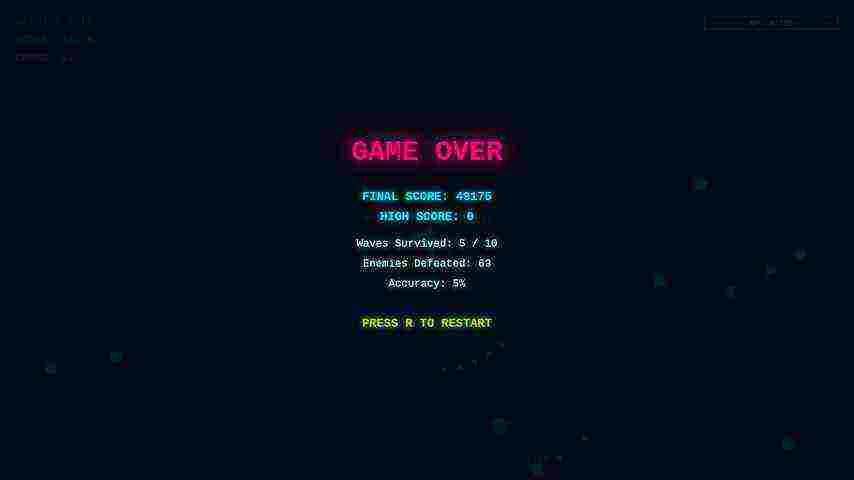 GAME OVER
FINAL SCORE: 49175
HIGH SCORE: 0
Waves Survived: 5 / 10
Enemies Defeated: 63
Accuracy: 5%
PRESS R TO RESTART